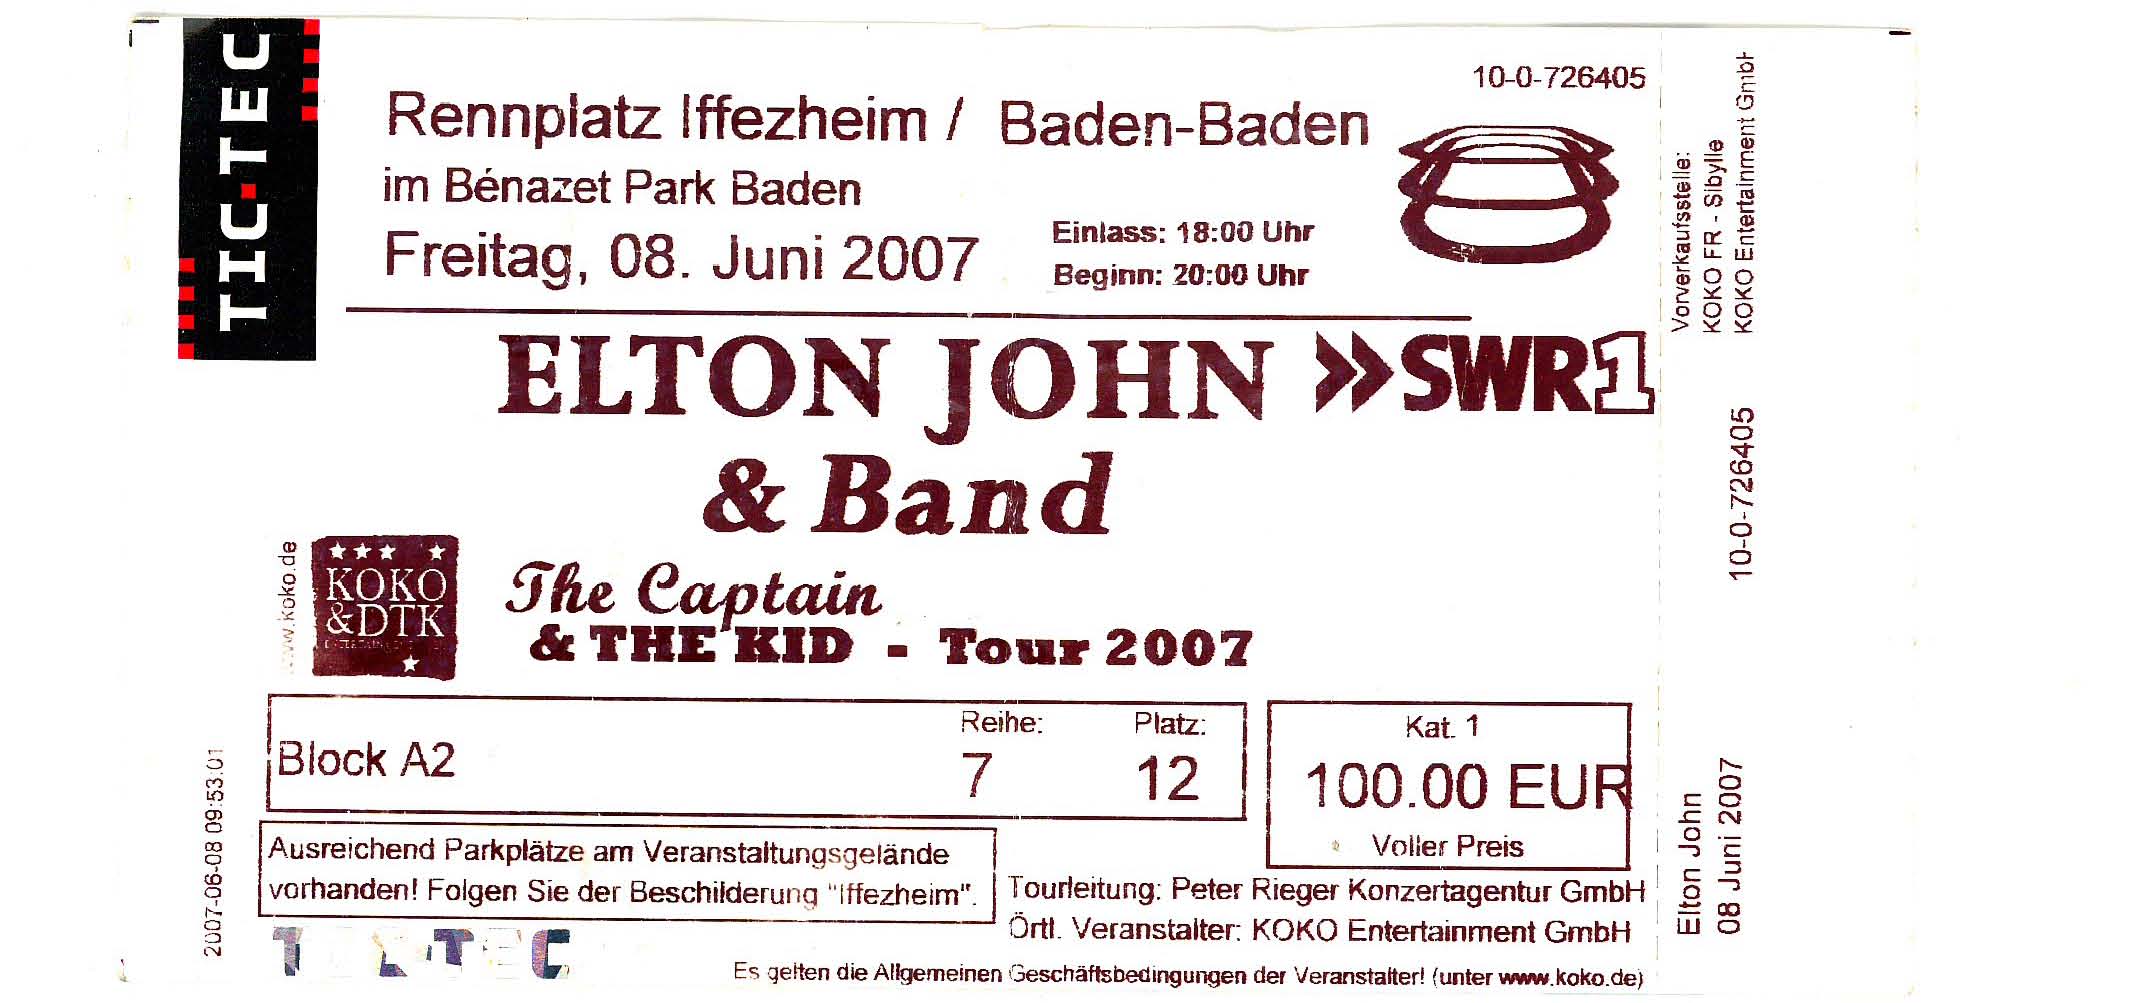 TIC-TEC
10-0-726405
Rennplatz Iffezheim / Baden-Baden
im Bénazet Park Baden
Freitag, 08. Juni 2007
Einlass: 18:00 Uhr
Beginn: 20:00 Uhr
ELTON JOHN »SWR1
& Band
www.koko.de
KOKO
&DTK
The Captain
& THE KID - Tour 2007
Reihe: Platz:
Block A2 7 12
Kat. 1
100.00 EUR
Voller Preis
2007-06-08 09:53:01
Ausreichend Parkplätze am Veranstaltungsgelände
vorhanden! Folgen Sie der Beschilderung "Iffezheim".
Tourleitung: Peter Rieger Konzertagentur GmbH
Örtl. Veranstalter: KOKO Entertainment GmbH
Es gelten die Allgemeinen Geschäftsbedingungen der Veranstalter! (unter www.koko.de)
Vorverkaufsstelle:
KOKO FR - Sibylle
KOKO Entertainment GmbH
10-0-726405
Elton John
08 Juni 2007